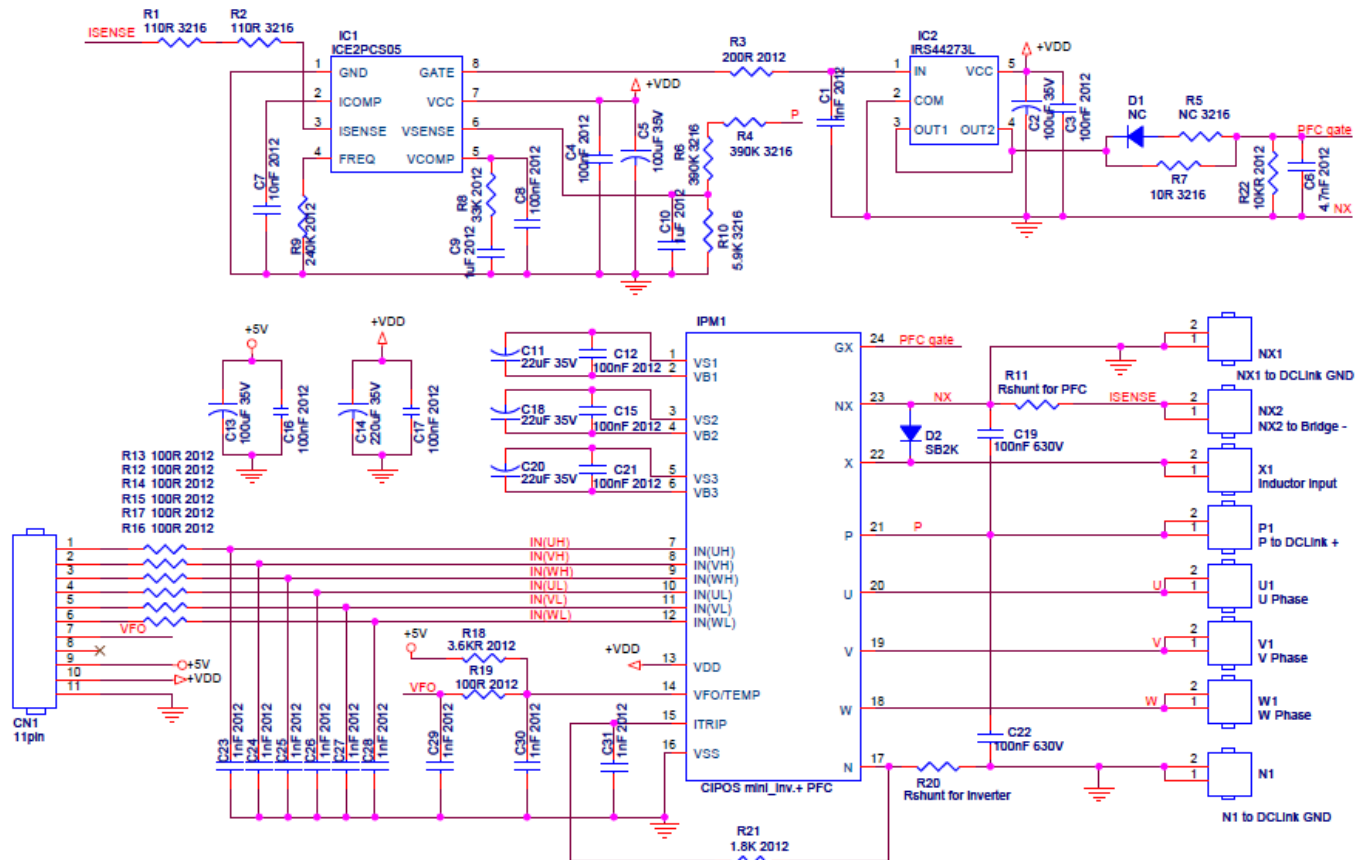 R1
110R 3216
R2
110R 3216
ISENSE
IC1
ICE2PCS05
1
GND
2
ICOMP
3
ISENSE
4
FREQ
GATE
8
VCC
7
VSENSE
6
VCOMP
5
C7
10nF 2012
R9
240K 2012
R8
33K 2012
C9
1uF 2012
C8
100nF 2012
C4
100nF 2012
C5
100uF 35V
+VDD
C10
1uF 2012
R6
390K 3216
R10
5.9K 3216
R4
390K 3216
P
R3
200R 2012
C1
1nF 2012
IC2
IRS44273L
1
IN
2
COM
3
OUT1
VCC
5
OUT2
4
+VDD
C2
100uF 35V
C3
100nF 2012
D1
NC
R5
NC 3216
R7
10R 3216
R22
10KR 2012
C6
4.7nF 2012
PFC gate
NX
+5V
C13
100uF 35V
C16
100nF 2012
+VDD
C14
220uF 35V
C17
100nF 2012
C11
22uF 35V
C12
100nF 2012
C18
22uF 35V
C15
100nF 2012
C20
22uF 35V
C21
100nF 2012
R13 100R 2012
R12 100R 2012
R14 100R 2012
R15 100R 2012
R17 100R 2012
R16 100R 2012
1
2
3
4
5
6
7
8
9
10
11
VFO
+5V
+VDD
CN1
11pin
IN(UH)
IN(VH)
IN(WH)
IN(UL)
IN(VL)
IN(WL)
C23
1nF 2012
C24
1nF 2012
C25
1nF 2012
C26
1nF 2012
C27
1nF 2012
C28
1nF 2012
+5V
R18
3.6KR 2012
VFO
R19
100R 2012
C29
1nF 2012
C30
1nF 2012
C31
1nF 2012
+VDD
IPM1
1
VS1
2
VB1
3
VS2
4
VB2
5
VS3
6
VB3
7
IN(UH)
8
IN(VH)
9
IN(WH)
10
IN(UL)
11
IN(VL)
12
IN(WL)
13
VDD
14
VFO/TEMP
15
ITRIP
16
VSS
GX
24
NX
23
X
22
P
21
U
20
V
19
W
18
N
17
CIPOS mini_Inv.+ PFC
R21
1.8K 2012
PFC gate
NX
D2
SB2K
R11
Rshunt for PFC
ISENSE
C19
100nF 630V
P
U
V
W
C22
100nF 630V
R20
Rshunt for Inverter
2
1
NX1
NX1 to DCLink GND
2
1
NX2
NX2 to Bridge -
2
1
X1
Inductor Input
2
1
P1
P to DCLink +
2
1
U1
U Phase
2
1
V1
V Phase
2
1
W1
W Phase
2
1
N1
N1 to DCLink GND